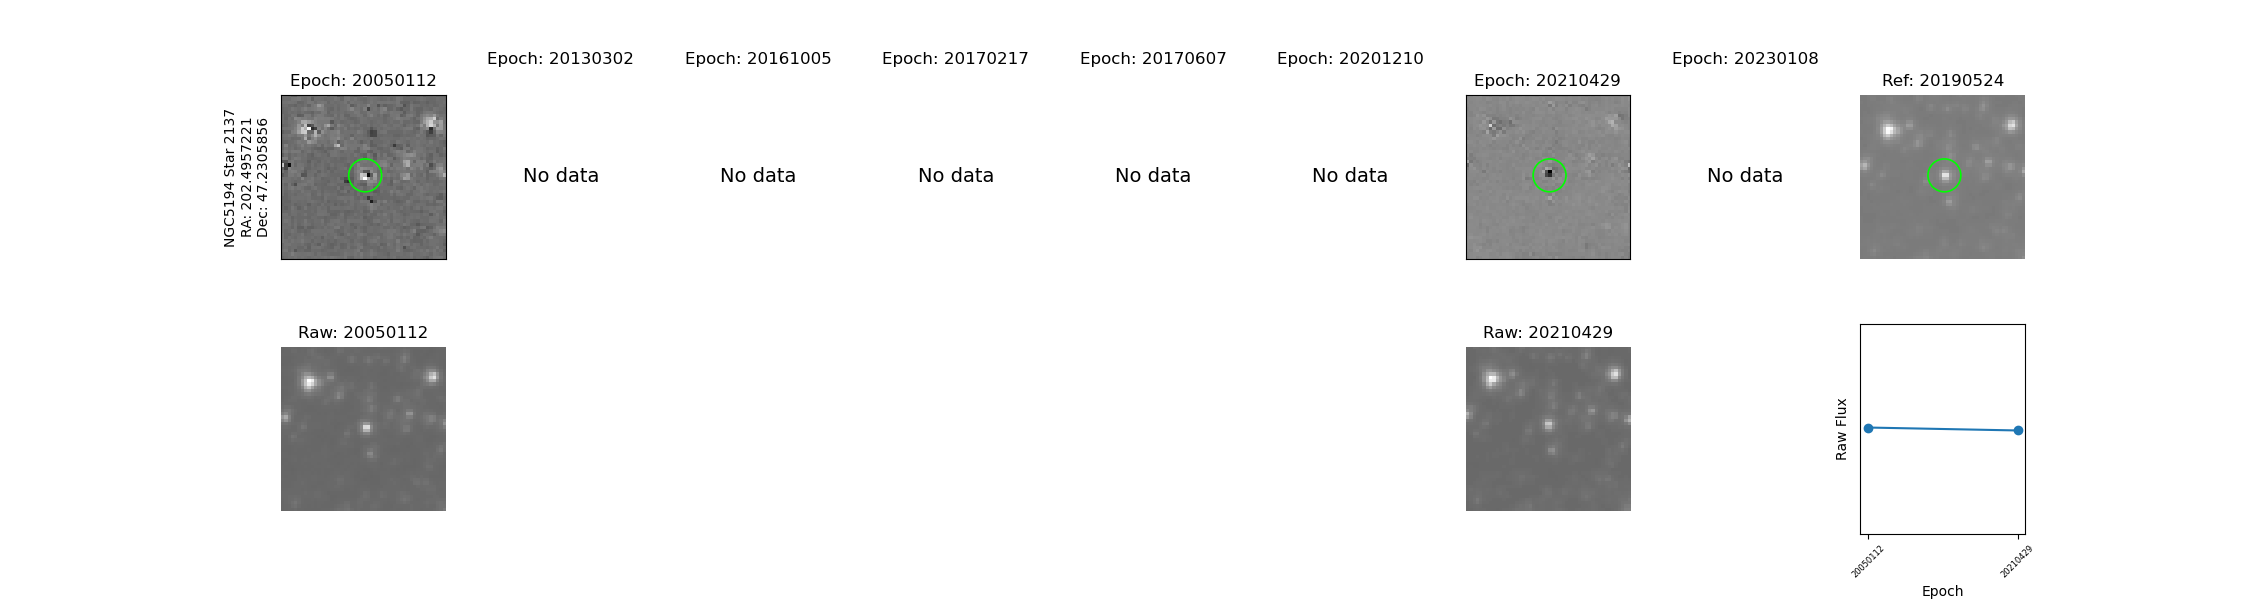 Epoch: 20050112
Epoch: 20130302
Epoch: 20161005
Epoch: 20170217
Epoch: 20170607
Epoch: 20201210
Epoch: 20210429
Epoch: 20230108
Ref: 20190524
NGC5194 Star 2137
RA: 202.4957221
Dec: 47.22305856
No data
No data
No data
No data
No data
No data
Raw: 20050112
Raw: 20210429
Raw Flux
20050112
20210429
Epoch